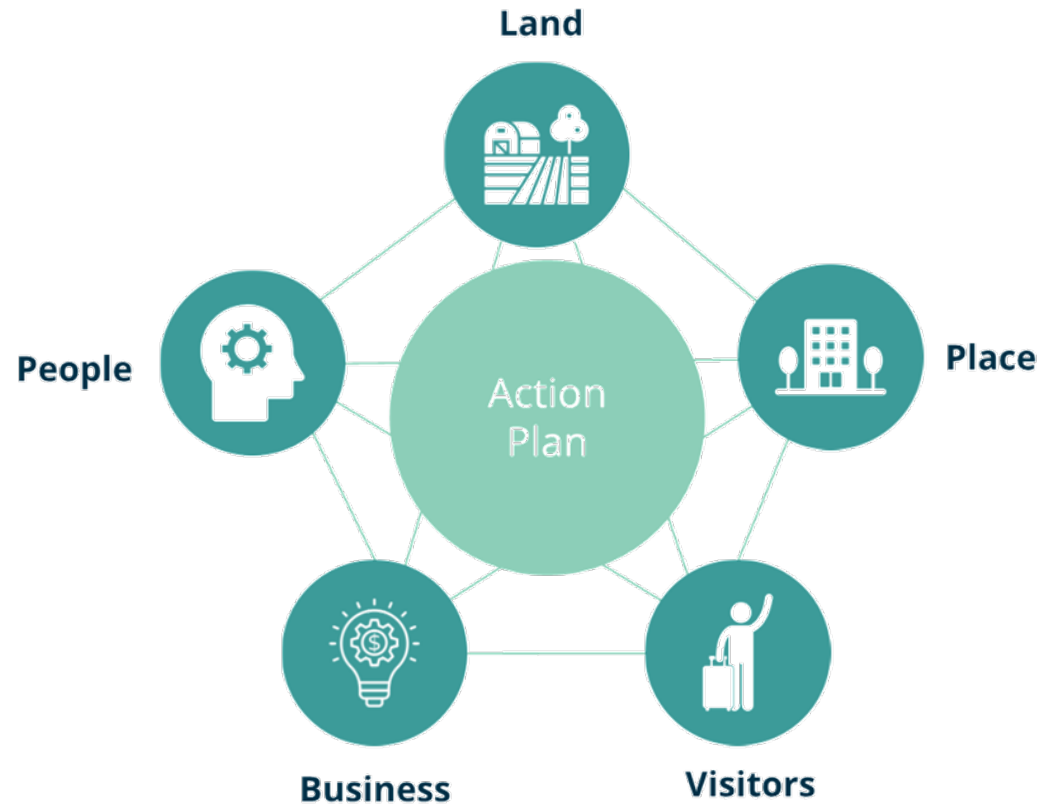 Land
People
Place
Action
Plan
$
Business
Visitors